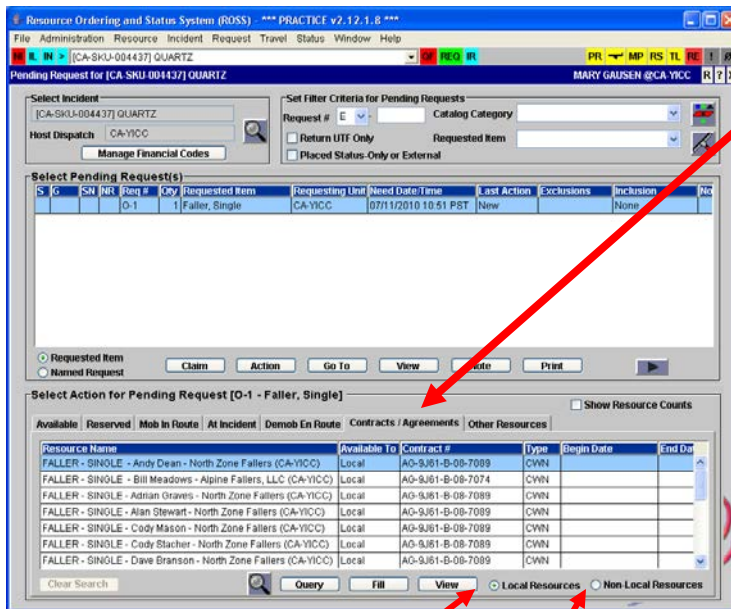 Resource Ordering and Status System (ROSS) - *** PRACTICE v2.12.1.8 ***
File Administration Resource Incident Request Travel Status Window Help
NI IL IN > [CA-SKU-004437] QUARTZ QF REQ IR PR MP RS TL RE !
Pending Request for [CA-SKU-004437] QUARTZ MARY GAUSEN @CA-YICC R ?
Select Incident
[CA-SKU-004437] QUARTZ
Host Dispatch CA-YICC
Manage Financial Codes
Set Filter Criteria for Pending Requests
Request # E - Catalog Category
Return UTF Only Requested Item
Placed Status-Only or External
Select Pending Request(s)
S G SN NR Req # Qty Requested Item Requesting Unit Need Date/Time Last Action Exclusions Inclusion No
O-1 1 Faller, Single CA-YICC 07/11/2010 10:51 PST New None
Requested Item
Named Request
Claim Action Go To View Note Print
Select Action for Pending Request [O-1 - Faller, Single]
Show Resource Counts
Available Reserved Mob In Route At Incident Demob En Route Contracts / Agreements Other Resources
Resource Name Available To Contract # Type Begin Date End Da
FALLER - SINGLE - Andy Dean - North Zone Fallers (CA-YICC) Local AG-9J61-B-08-7089 CWN
FALLER - SINGLE - Bill Meadows - Alpine Fallers, LLC (CA-YICC) Local AG-9J61-B-08-7074 CWN
FALLER - SINGLE - Adrian Graves - North Zone Fallers (CA-YICC) Local AG-9J61-B-08-7089 CWN
FALLER - SINGLE - Alan Stewart - North Zone Fallers (CA-YICC) Local AG-9J61-B-08-7089 CWN
FALLER - SINGLE - Cody Mason - North Zone Fallers (CA-YICC) Local AG-9J61-B-08-7089 CWN
FALLER - SINGLE - Cody Stacher - North Zone Fallers (CA-YICC) Local AG-9J61-B-08-7089 CWN
FALLER - SINGLE - Dave Branson - North Zone Fallers (CA-YICC) Local AG-9J61-B-08-7089 CWN
Clear Search Query Fill View Local Resources Non-Local Resources